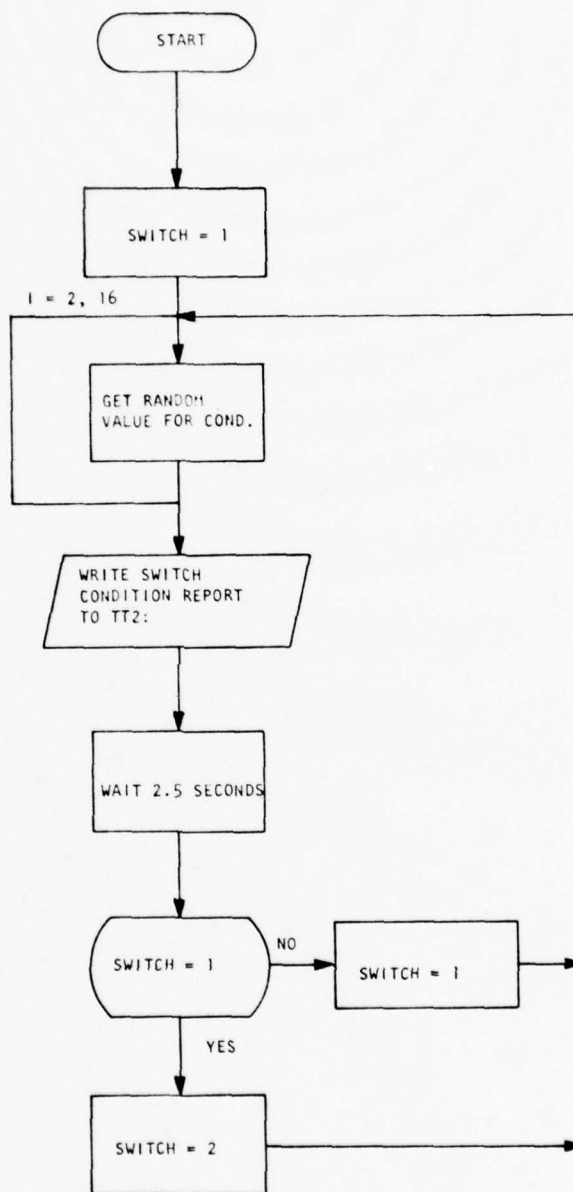 START
SWITCH = 1
I = 2, 16
GET RANDOM
VALUE FOR COND.
WRITE SWITCH
CONDITION REPORT
TO TT2:
WAIT 2.5 SECONDS
SWITCH = 1
NO
SWITCH = 1
YES
SWITCH = 2